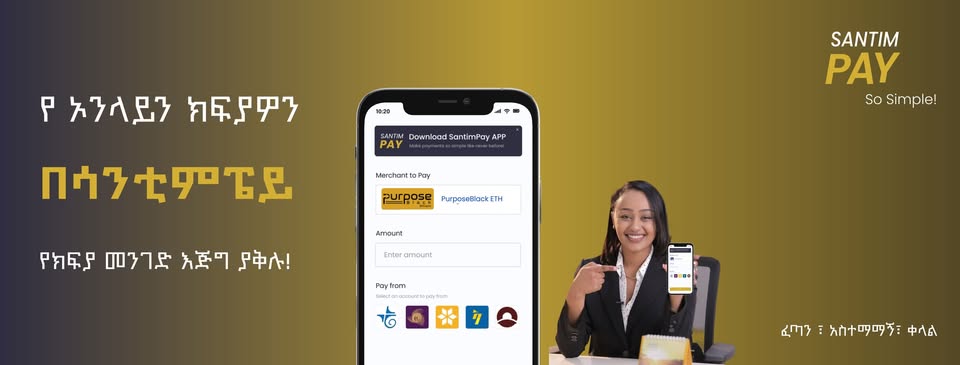 የ ኦንላይን ክፍያዎን
በሳንቲምፔይ
የክፍያ መንገድ እጅግ ያቅሉ!
10:20
SANTIM
PAY
Download SantimPay APP
Make payments so simple like never before!
Merchant to Pay
purpose
BLACK
PurposeBlack ETH
Amount
Enter amount
Pay from
Select an account to pay from
SANTIM
PAY
So Simple!
ፈጣን ፣ አስተማማኝ፣ ቀላል